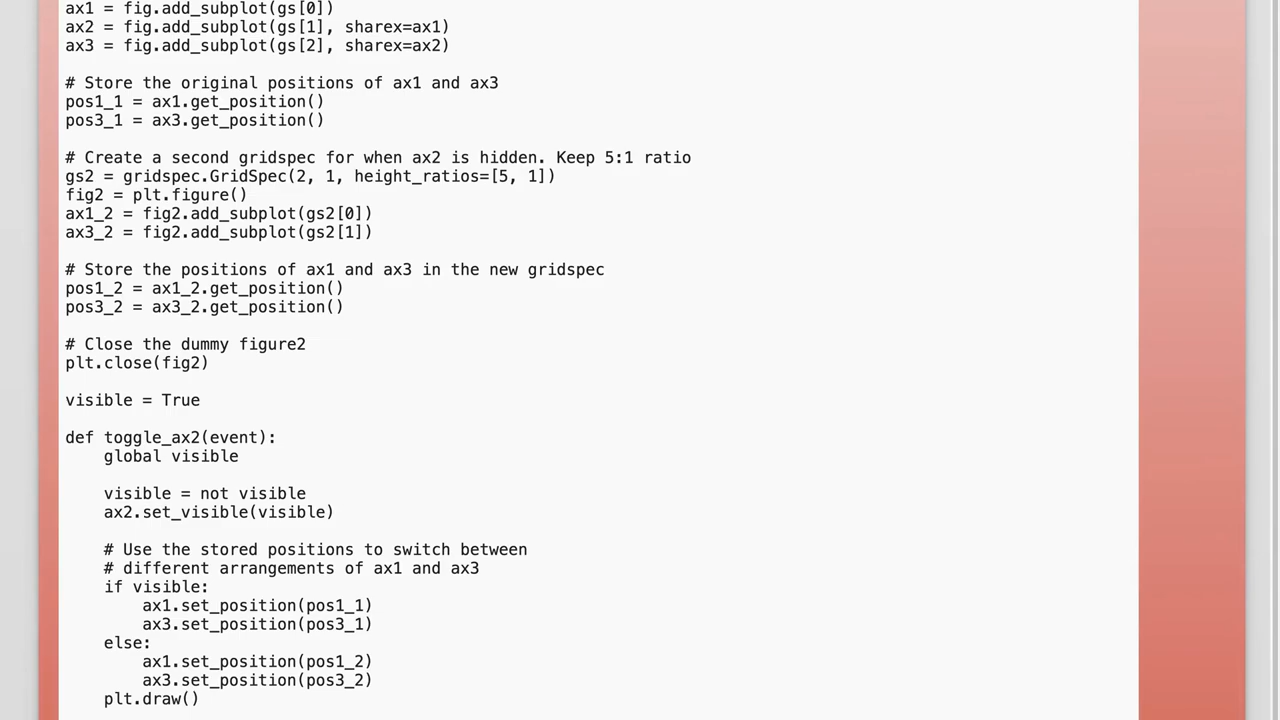 ax1 = fig.add_subplot(gs[0])
ax2 = fig.add_subplot(gs[1], sharex=ax1)
ax3 = fig.add_subplot(gs[2], sharex=ax2)

# Store the original positions of ax1 and ax3
pos1_1 = ax1.get_position()
pos3_1 = ax3.get_position()

# Create a second gridspec for when ax2 is hidden. Keep 5:1 ratio
gs2 = gridspec.GridSpec(2, 1, height_ratios=[5, 1])
fig2 = plt.figure()
ax1_2 = fig2.add_subplot(gs2[0])
ax3_2 = fig2.add_subplot(gs2[1])

# Store the positions of ax1 and ax3 in the new gridspec
pos1_2 = ax1_2.get_position()
pos3_2 = ax3_2.get_position()

# Close the dummy figure2
plt.close(fig2)

visible = True

def toggle_ax2(event):
    global visible

    visible = not visible
    ax2.set_visible(visible)

    # Use the stored positions to switch between
    # different arrangements of ax1 and ax3
    if visible:
        ax1.set_position(pos1_1)
        ax3.set_position(pos3_1)
    else:
        ax1.set_position(pos1_2)
        ax3.set_position(pos3_2)
    plt.draw()